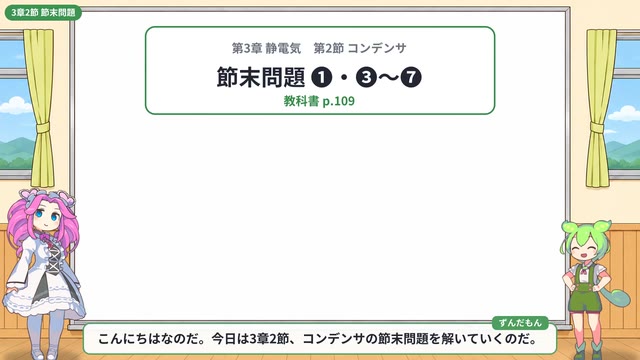 3章2節 節末問題
第3章 静電気　第2節 コンデンサ
節末問題 ❶・❸〜❼
教科書 p.109
ずんだもん
こんにちはなのだ。今日は3章2節、コンデンサの節末問題を解いていくのだ。